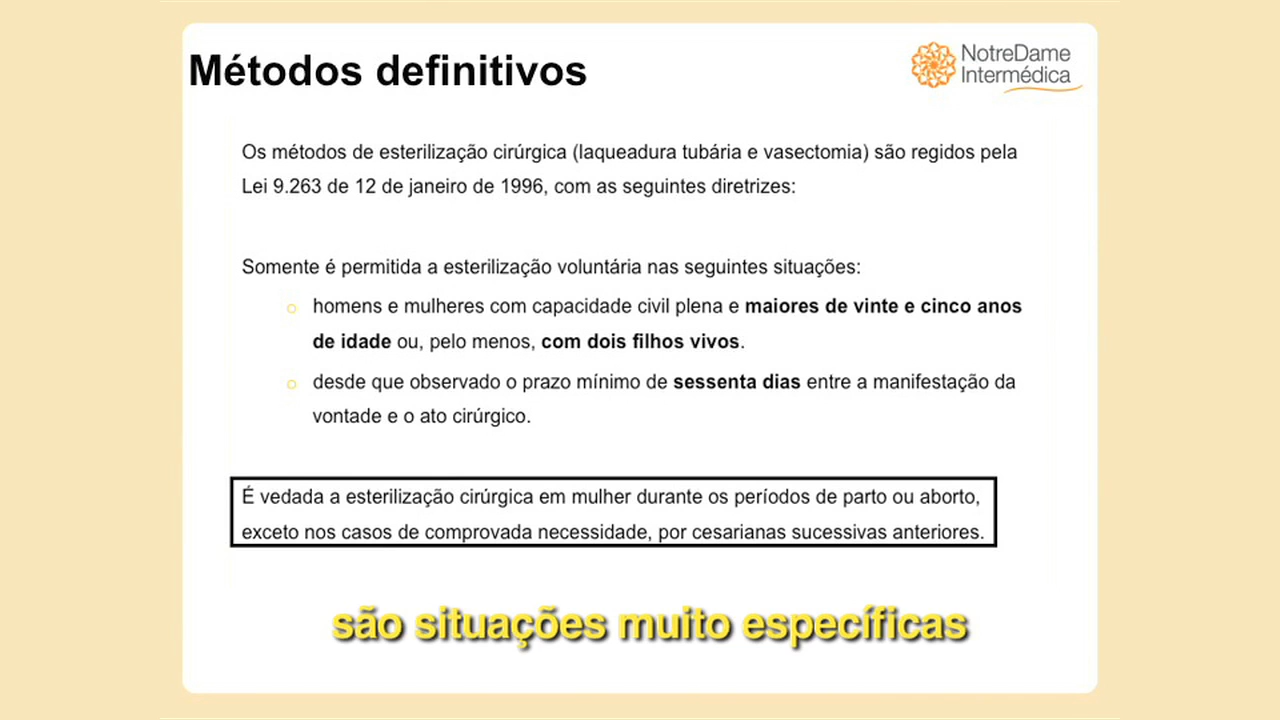 Métodos definitivos
NotreDame
Intermédica
Os métodos de esterilização cirúrgica (laqueadura tubária e vasectomia) são regidos pela
Lei 9.263 de 12 de janeiro de 1996, com as seguintes diretrizes:
Somente é permitida a esterilização voluntária nas seguintes situações:
homens e mulheres com capacidade civil plena e maiores de vinte e cinco anos
de idade ou, pelo menos, com dois filhos vivos.
desde que observado o prazo mínimo de sessenta dias entre a manifestação da
vontade e o ato cirúrgico.
É vedada a esterilização cirúrgica em mulher durante os períodos de parto ou aborto,
exceto nos casos de comprovada necessidade, por cesarianas sucessivas anteriores.
são situações muito específicas